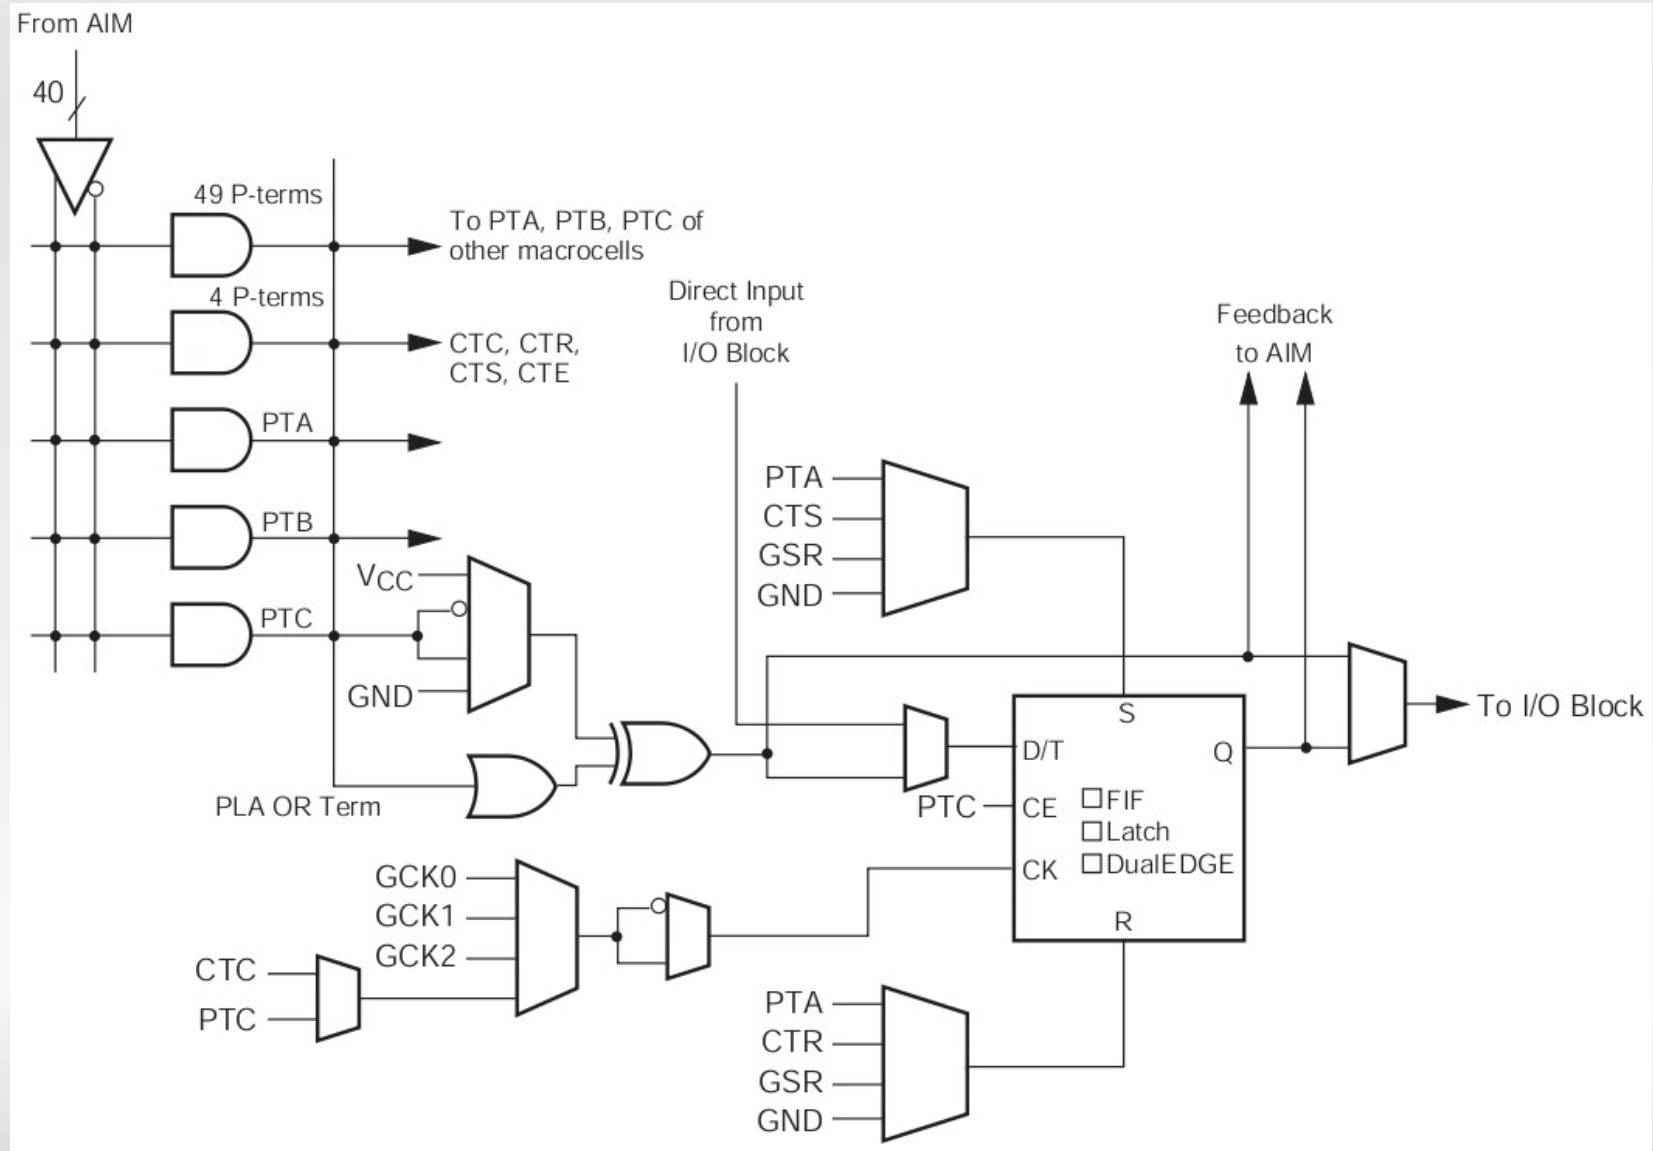 From AIM
40
49 P-terms
To PTA, PTB, PTC of
other macrocells
4 P-terms
CTC, CTR,
CTS, CTE
PTA
PTB
PTC
VCC
GND
PLA OR Term
Direct Input
from
I/O Block
Feedback
to AIM
PTA
CTS
GSR
GND
S
D/T
Q
PTC
CE
CK
FIF
Latch
DualEDGE
R
To I/O Block
GCK0
GCK1
GCK2
CTC
PTC
PTA
CTR
GSR
GND